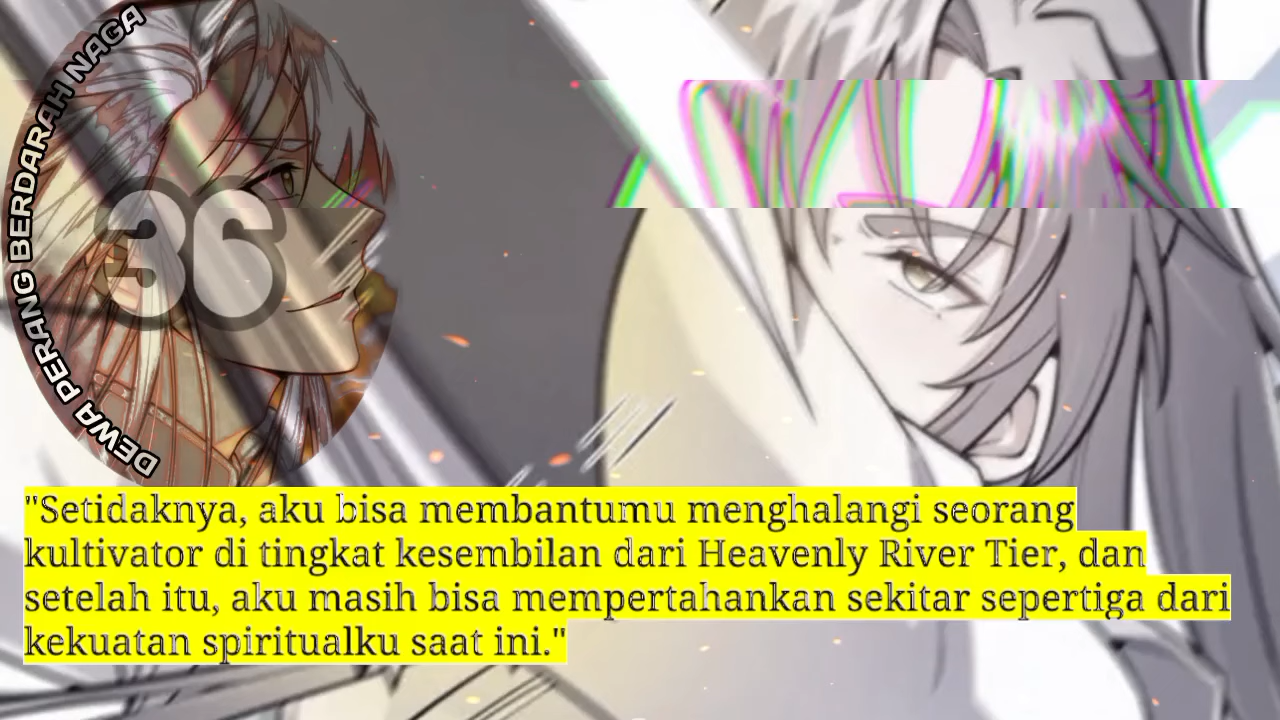 DEWA PERANG BERDARAH NAGA
36
"Setidaknya, aku bisa membantumu menghalangi seorang
kultivator di tingkat kesembilan dari Heavenly River Tier, dan
setelah itu, aku masih bisa mempertahankan sekitar sepertiga dari
kekuatan spiritualku saat ini."